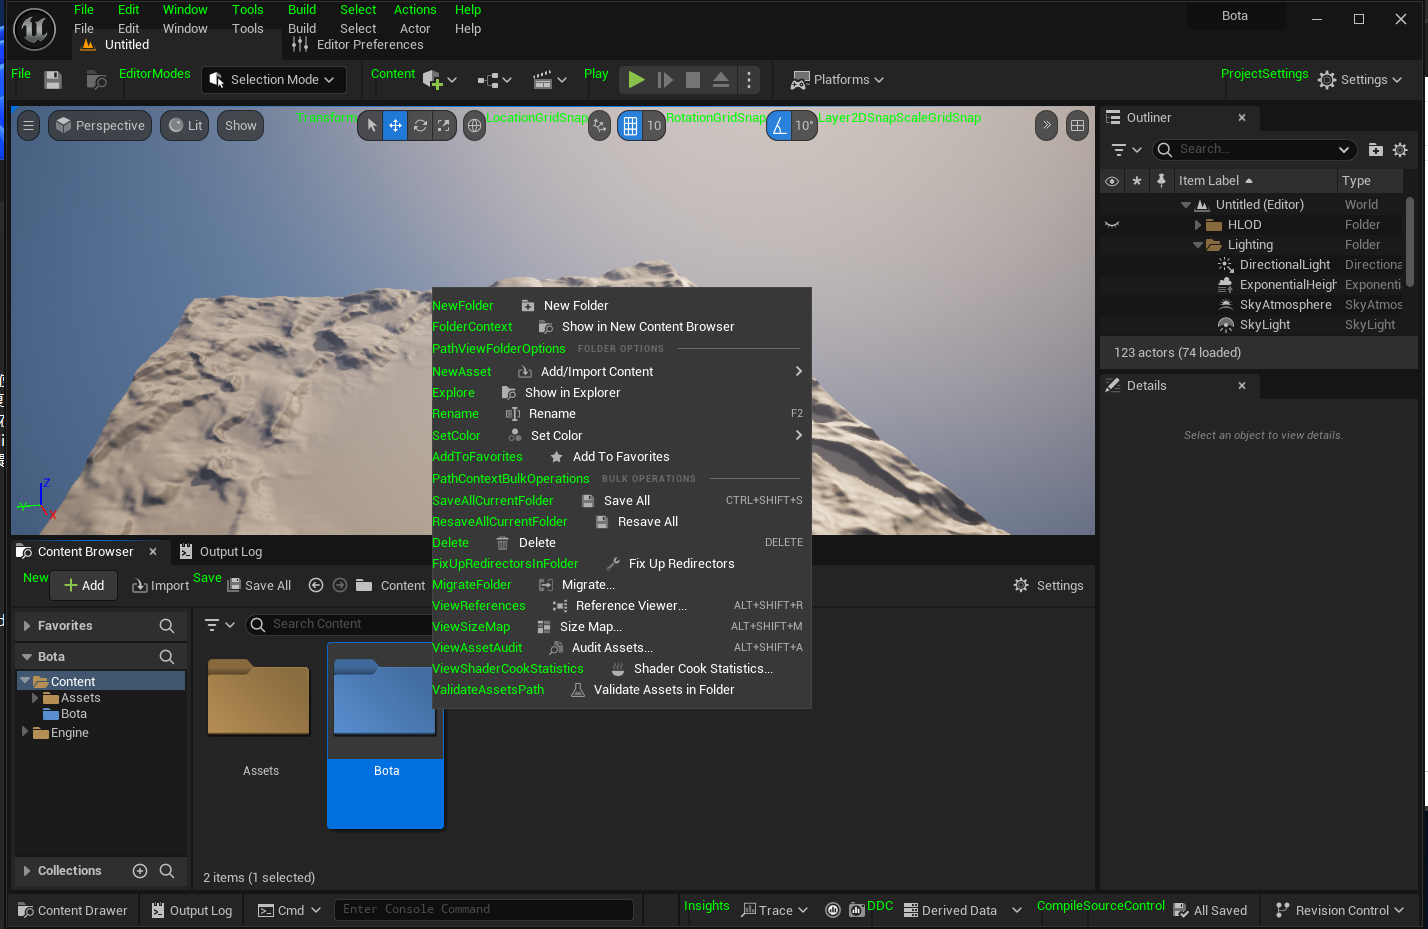 File Edit Window Tools Build Select Actions Help
File Edit Window Tools Build Select Actor Help
Bota
Untitled
Editor Preferences
File EditorModes Selection Mode Content Play Platforms ProjectSettings Settings
Perspective Lit Show LocationGridSnap 10 RotationGridSnap 10° Layer2DSnapScaleGridSnap
Z
Y
X
Outliner
Search...
Item Label Type
Untitled (Editor) World
HLOD Folder
Lighting Folder
DirectionalLight Directiona
ExponentialHeigh Exponenti
SkyAtmosphere SkyAtmos
SkyLight SkyLight
123 actors (74 loaded)
Details
Select an object to view details.
NewFolder New Folder
FolderContext Show in New Content Browser
PathViewFolderOptions FOLDER OPTIONS
NewAsset Add/Import Content
Explore Show in Explorer
Rename Rename F2
SetColor Set Color
AddToFavorites Add To Favorites
PathContextBulkOperations BULK OPERATIONS
SaveAllCurrentFolder Save All CTRL+SHIFT+S
ResaveAllCurrentFolder Resave All
Delete Delete DELETE
FixUpRedirectorsInFolder Fix Up Redirectors
MigrateFolder Migrate...
ViewReferences Reference Viewer... ALT+SHIFT+R
ViewSizeMap Size Map... ALT+SHIFT+M
ViewAssetAudit Audit Assets... ALT+SHIFT+A
ViewShaderCookStatistics Shader Cook Statistics...
ValidateAssetsPath Validate Assets in Folder
Content Browser Output Log
New Add Import Save Save All Content Settings
Favorites
Bota
Content
Assets
Bota
Engine
Collections
Search Content
Assets
Bota
2 items (1 selected)
Content Drawer Output Log Cmd Enter Console Command Insights Trace DDC Derived Data CompileSourceControl All Saved Revision Control